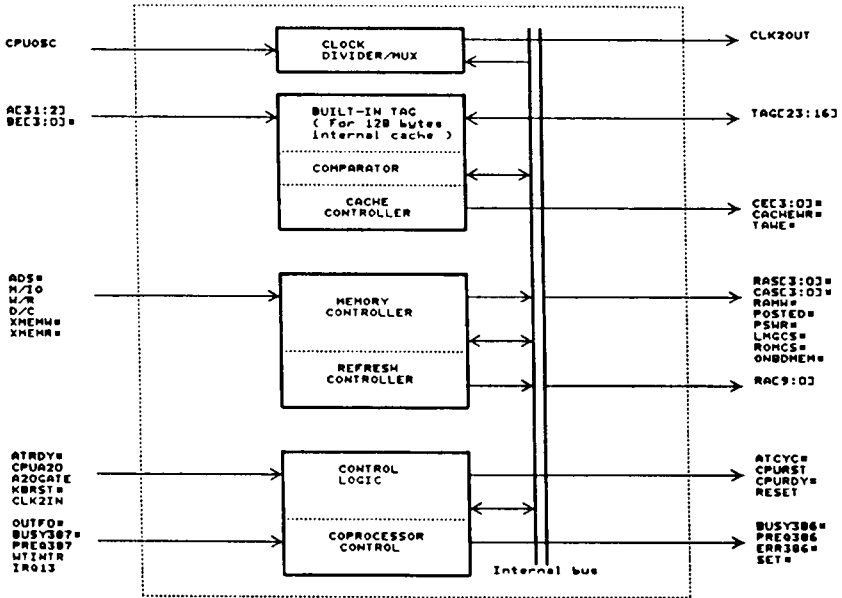 CPUOSC
CLOCK
DIVIDER/MUX
CLK2OUT
A[31:2]
BE[3:0]#
BUILT-IN TAG
( For 128 bytes
internal cache )
COMPARATOR
CACHE
CONTROLLER
TAG[23:16]
CE[3:0]#
CACHEWR#
TAWE#
ADS#
M/IO
W/R
D/C
XMEMW#
XMEMR#
MEMORY
CONTROLLER
REFRESH
CONTROLLER
RAS[3:0]#
CAS[3:0]#
RAMW#
POSTED#
PSWR#
LMGCS#
ROMCS#
ONBDMEM#
RA[9:0]
ATRDY#
CPUA20
A20GATE
KBRST#
CLK2IN
OUTF0#
BUSY387#
PREQ387
WTINTR
IRQ13
CONTROL
LOGIC
COPROCESSOR
CONTROL
ATCYC#
CPURST
CPURDY#
RESET
BUSY386#
PREQ386
ERR386#
SET#
Internal bus